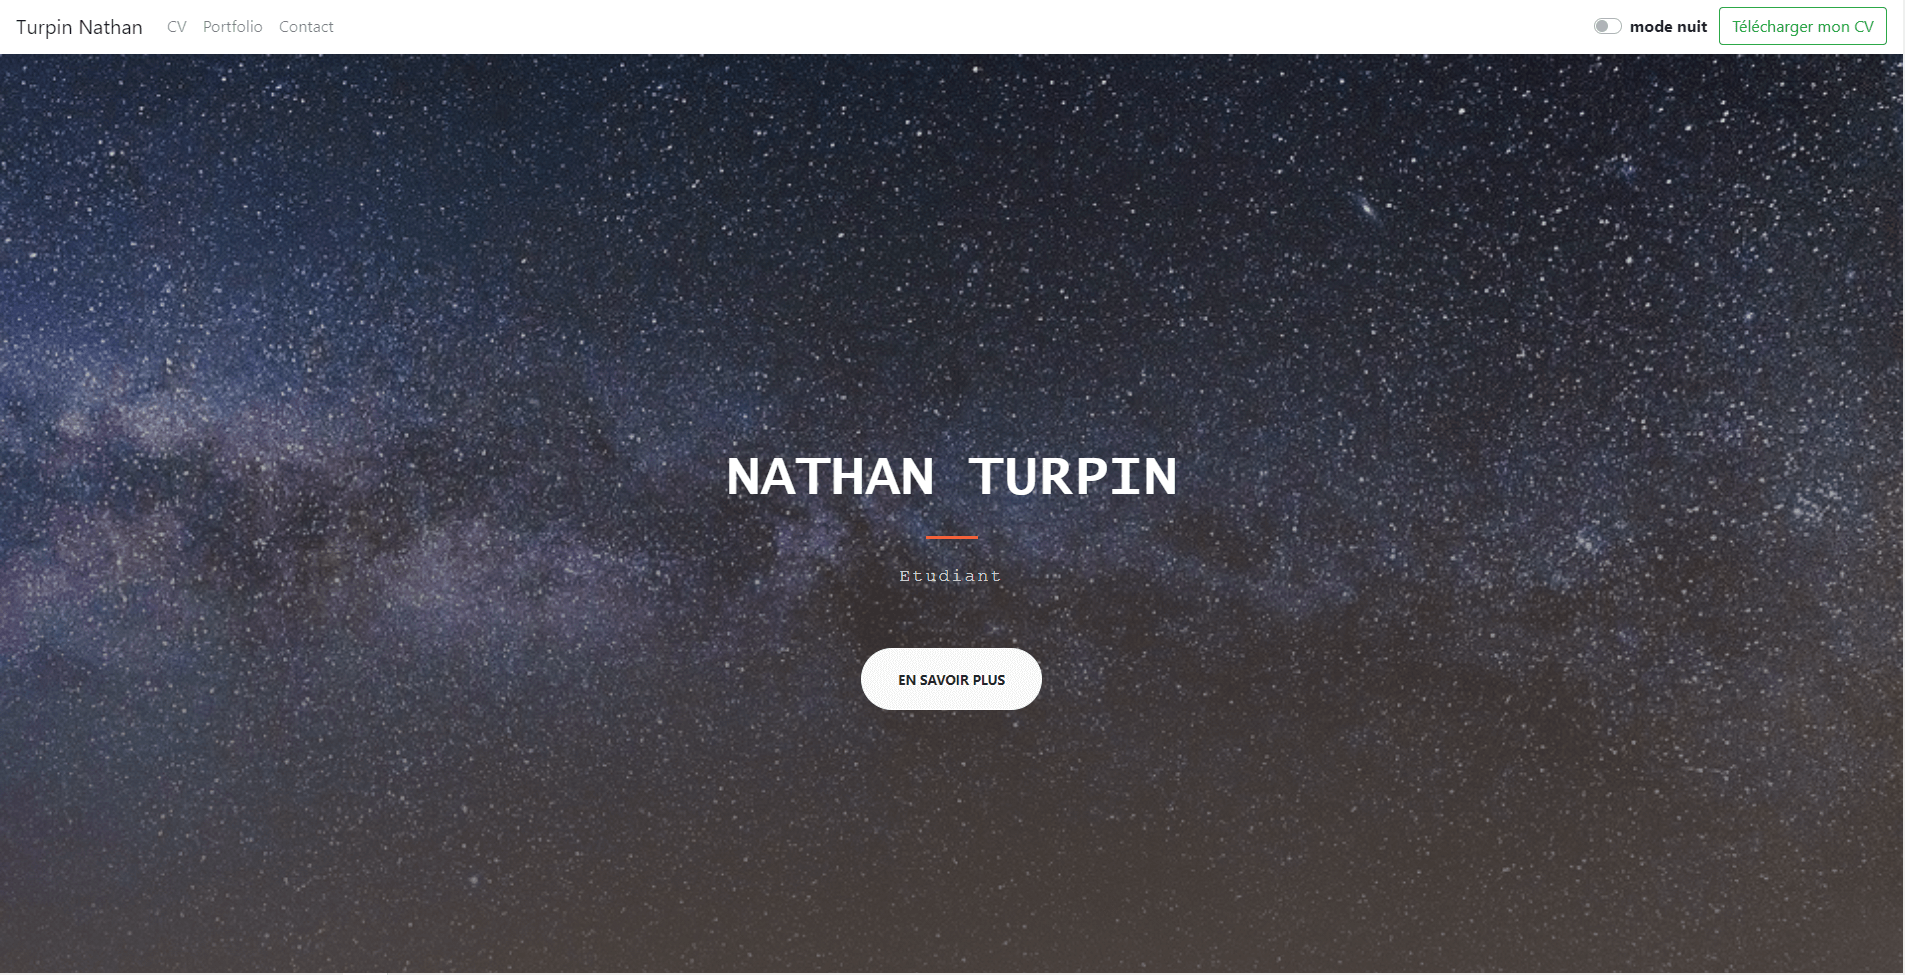 Turpin Nathan CV Portfolio Contact mode nuit Télécharger mon CV
NATHAN TURPIN
Etudiant
EN SAVOIR PLUS